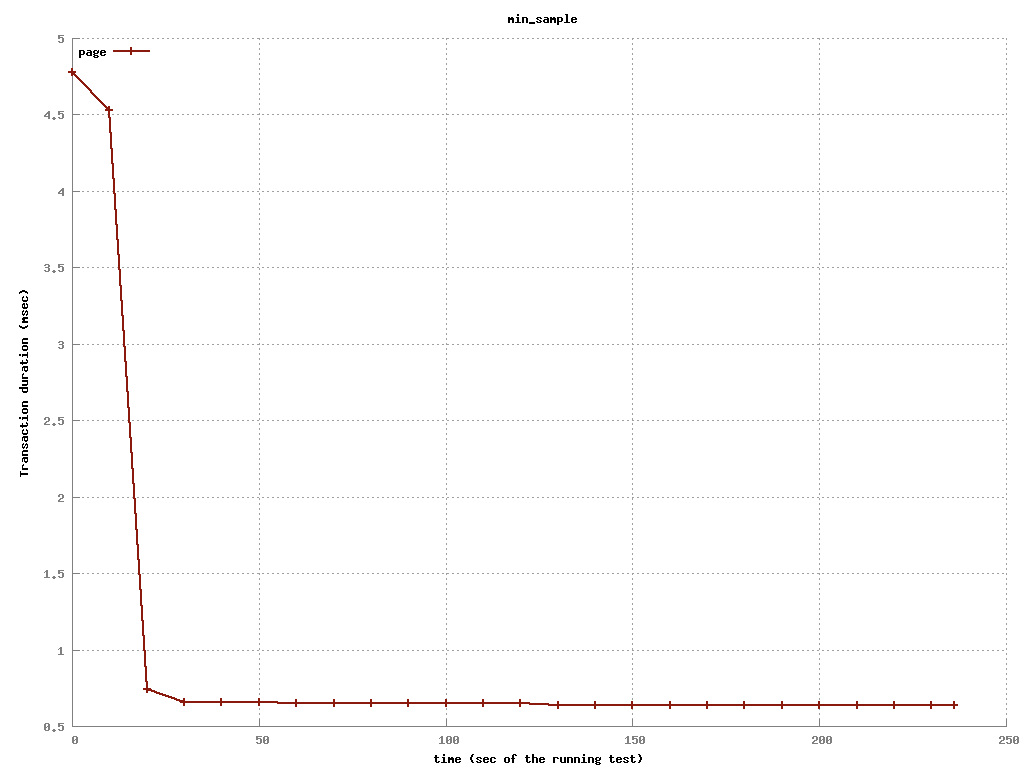 min_sample
page
5
4.5
4
3.5
3
2.5
2
1.5
1
0.5
Transaction duration (msec)
0 50 100 150 200 250
time (sec of the running test)